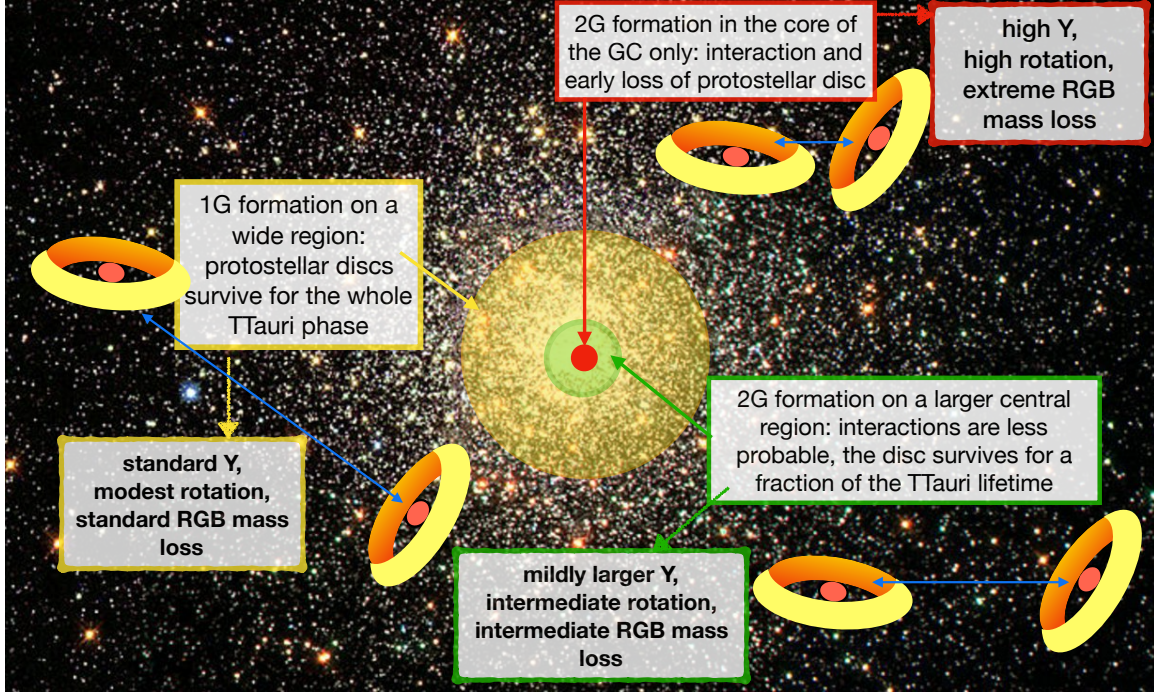 2G formation in the core of
the GC only: interaction and
early loss of protostellar disc
high Y,
high rotation,
extreme RGB
mass loss
1G formation on a
wide region:
protostellar discs
survive for the whole
TTauri phase
standard Y,
modest rotation,
standard RGB mass
loss
2G formation on a larger central
region: interactions are less
probable, the disc survives for a
fraction of the TTauri lifetime
mildly larger Y,
intermediate rotation,
intermediate RGB mass
loss